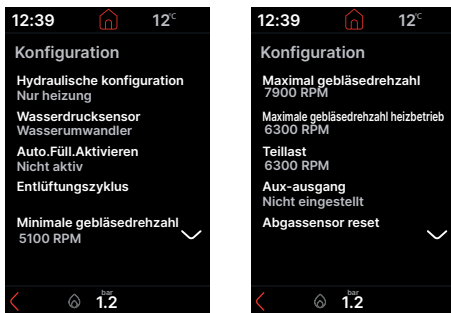 12:39 12°C
Konfiguration
Hydraulische konfiguration
Nur heizung
Wasserdrucksensor
Wasserumwandler
Auto.Füll.Aktivieren
Nicht aktiv
Entlüftungszyklus
Minimale gebläsedrehzahl
5100 RPM
bar
1.2
12:39 12°C
Konfiguration
Maximal gebläsedrehzahl
7900 RPM
Maximale gebläsedrehzahl heizbetrieb
6300 RPM
Teillast
6300 RPM
Aux-ausgang
Nicht eingestellt
Abgassensor reset
bar
1.2